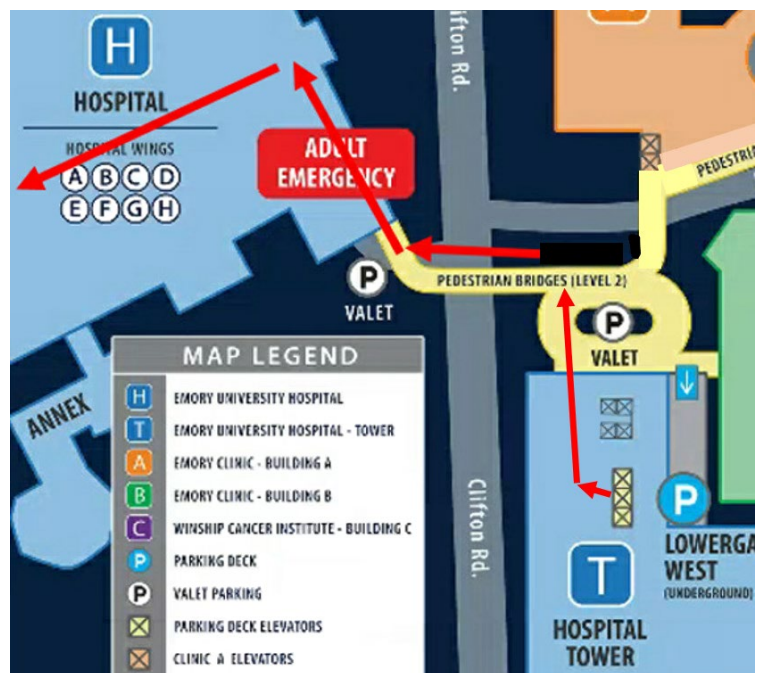 H
HOSPITAL
HOSPITAL WINGS
A B C D
E F G H
ADULT
EMERGENCY
Clifton Rd.
PEDESTRIAN BRIDGES (LEVEL 2)
P
VALET
P
VALET
MAP LEGEND
H EMORY UNIVERSITY HOSPITAL
T EMORY UNIVERSITY HOSPITAL - TOWER
A EMORY CLINIC - BUILDING A
B EMORY CLINIC - BUILDING B
C WINSHIP CANCER INSTITUTE - BUILDING C
P PARKING DECK
P VALET PARKING
PARKING DECK ELEVATORS
CLINIC A ELEVATORS
ANNEX
Clifton Rd.
P
LOWERGA
WEST
(UNDERGROUND)
T
HOSPITAL
TOWER
PEDESTRI